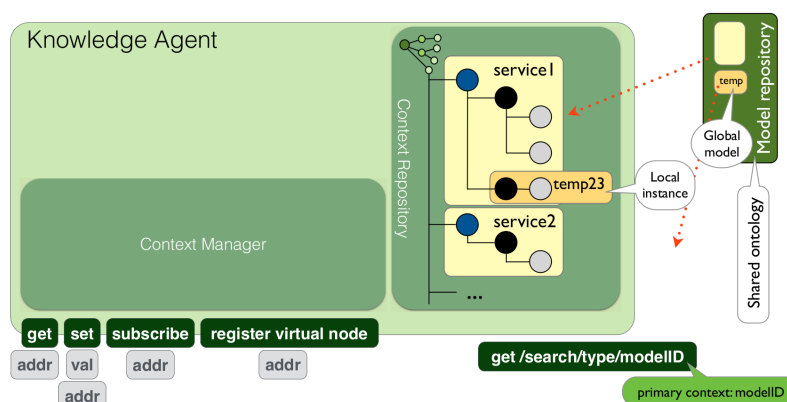 Knowledge Agent
Context Repository
service1
temp23
service2
...
Context Manager
temp
Model repository
Global
model
Local
instance
Shared ontology
get
set
subscribe
register virtual node
addr
val
addr
addr
addr
get /search/type/modelID
primary context: modelID